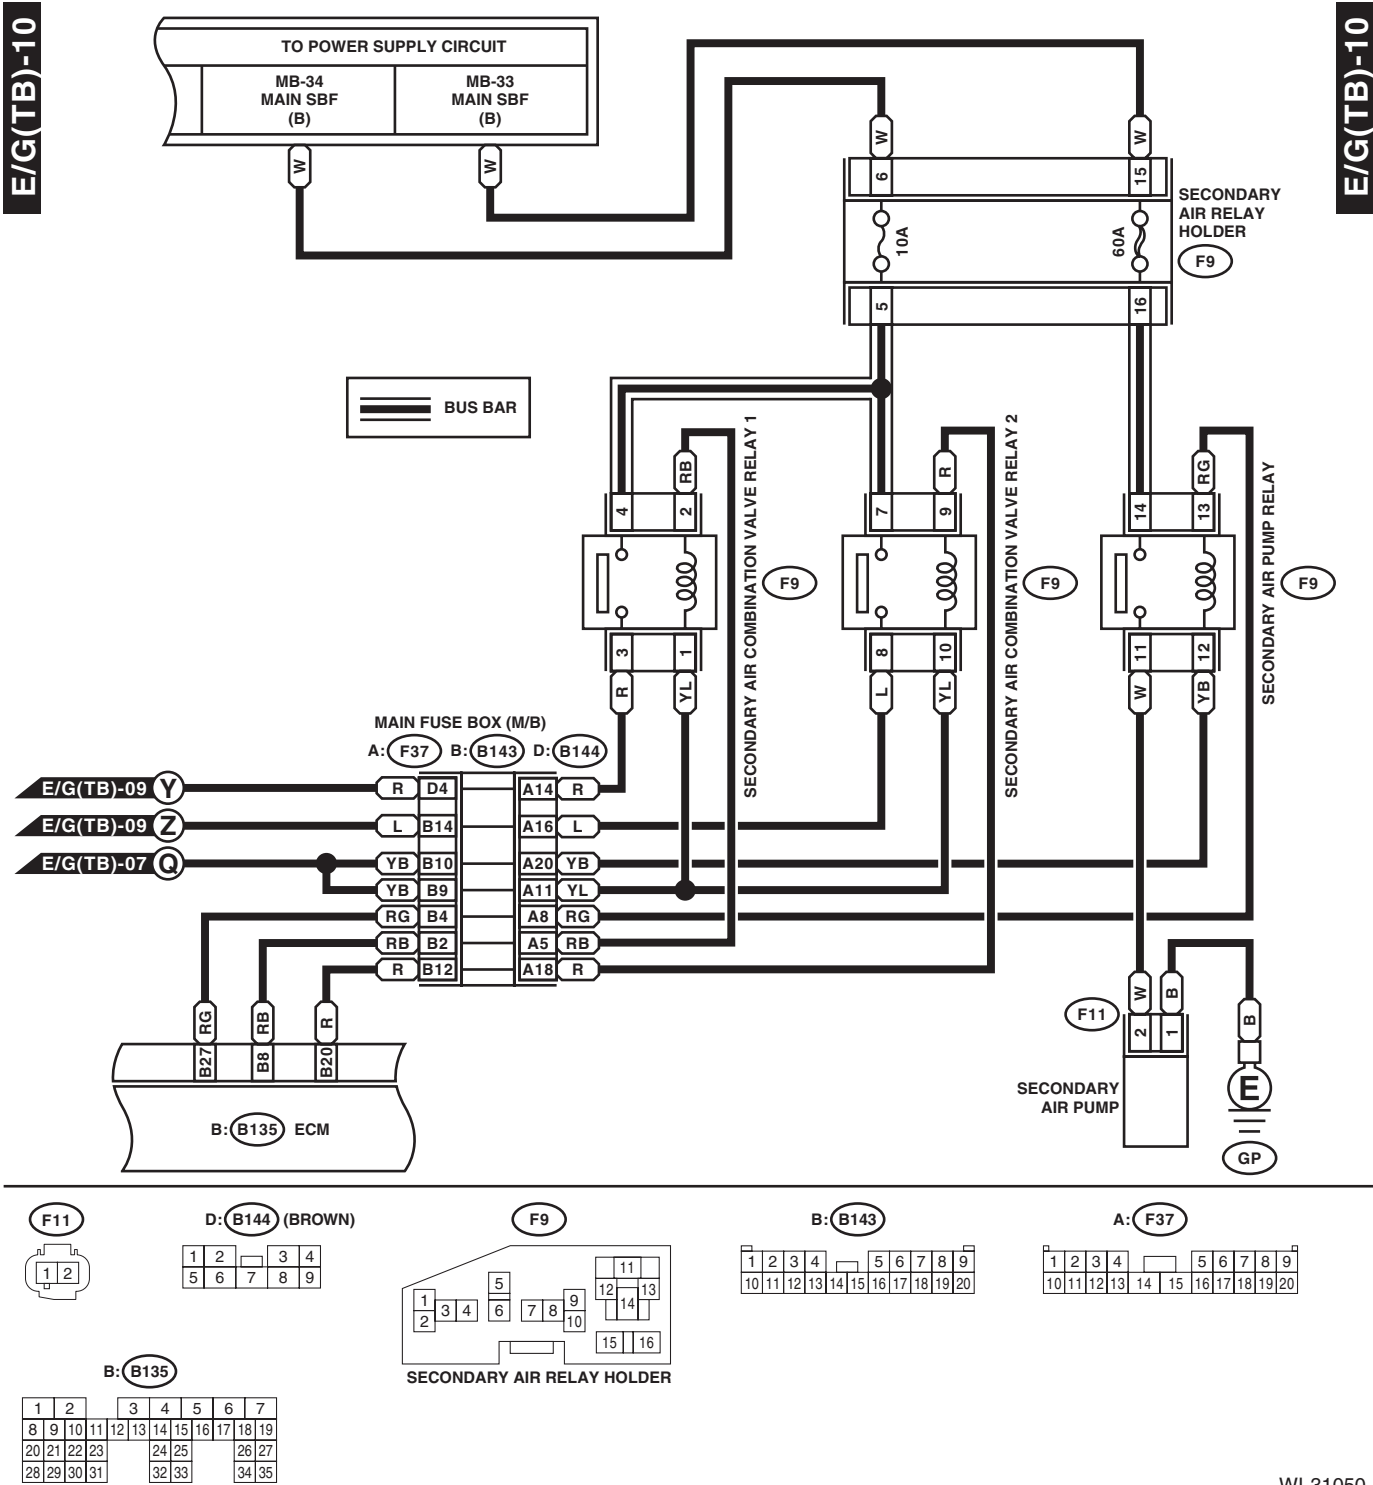 E/G(TB)-10
E/G(TB)-10
TO POWER SUPPLY CIRCUIT
MB-34
MAIN SBF
(B)
MB-33
MAIN SBF
(B)
W
W
W
W
6
15
10A
60A
SECONDARY
AIR RELAY
HOLDER
F9
5
16
BUS BAR
RB
R
RG
4
2
7
9
14
13
SECONDARY AIR COMBINATION VALVE RELAY 1
SECONDARY AIR COMBINATION VALVE RELAY 2
SECONDARY AIR PUMP RELAY
F9
F9
F9
3
1
8
10
11
12
R
YL
L
YL
W
YB
MAIN FUSE BOX (M/B)
A: F37 B: B143 D: B144
E/G(TB)-09 Y R D4 A14 R
E/G(TB)-09 Z L B14 A16 L
E/G(TB)-07 Q YB B10 A20 YB
YB B9 A11 YL
RG B4 A8 RG
RB B2 A5 RB
R B12 A18 R
RG
RB
R
B27
B8
B20
B: B135 ECM
W
B
B
F11
2
1
SECONDARY
AIR PUMP
E
GP
F11
1 2
D: B144 (BROWN)
1 2 3 4
5 6 7 8 9
F9
11
5
12
13
1
9
14
3 4
6
7 8
2
10
15 16
SECONDARY AIR RELAY HOLDER
B: B143
1 2 3 4 5 6 7 8 9
10 11 12 13 14 15 16 17 18 19 20
A: F37
1 2 3 4 5 6 7 8 9
10 11 12 13 14 15 16 17 18 19 20
B: B135
1 2 3 4 5 6 7
8 9 10 11 12 13 14 15 16 17 18 19
20 21 22 23 24 25 26 27
28 29 30 31 32 33 34 35
WI-31050